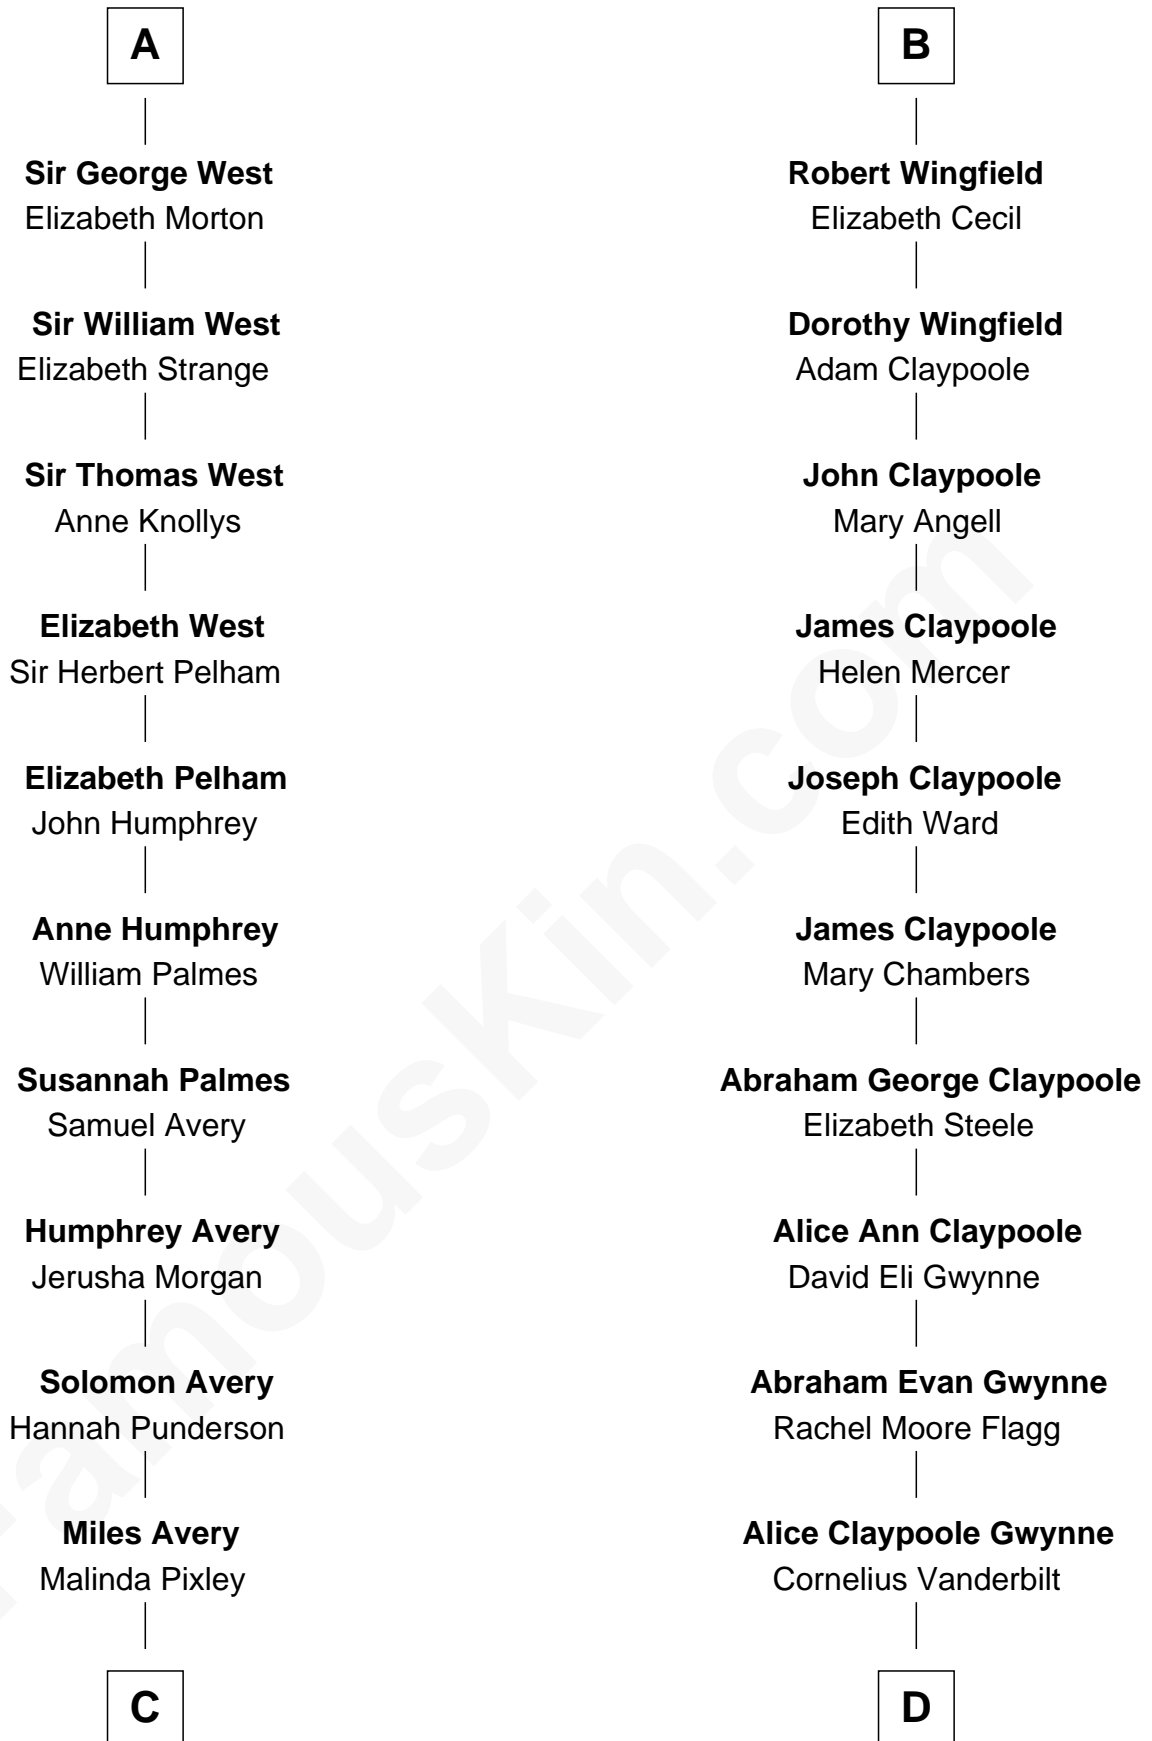 A
Sir George West
Elizabeth Morton
Sir William West
Elizabeth Strange
Sir Thomas West
Anne Knollys
Elizabeth West
Sir Herbert Pelham
Elizabeth Pelham
John Humphrey
Anne Humphrey
William Palmes
Susannah Palmes
Samuel Avery
Humphrey Avery
Jerusha Morgan
Solomon Avery
Hannah Punderson
Miles Avery
Malinda Pixley
C
B
Robert Wingfield
Elizabeth Cecil
Dorothy Wingfield
Adam Claypoole
John Claypoole
Mary Angell
James Claypoole
Helen Mercer
Joseph Claypoole
Edith Ward
James Claypoole
Mary Chambers
Abraham George Claypoole
Elizabeth Steele
Alice Ann Claypoole
David Eli Gwynne
Abraham Evan Gwynne
Rachel Moore Flagg
Alice Claypoole Gwynne
Cornelius Vanderbilt
D
FamousKin.com